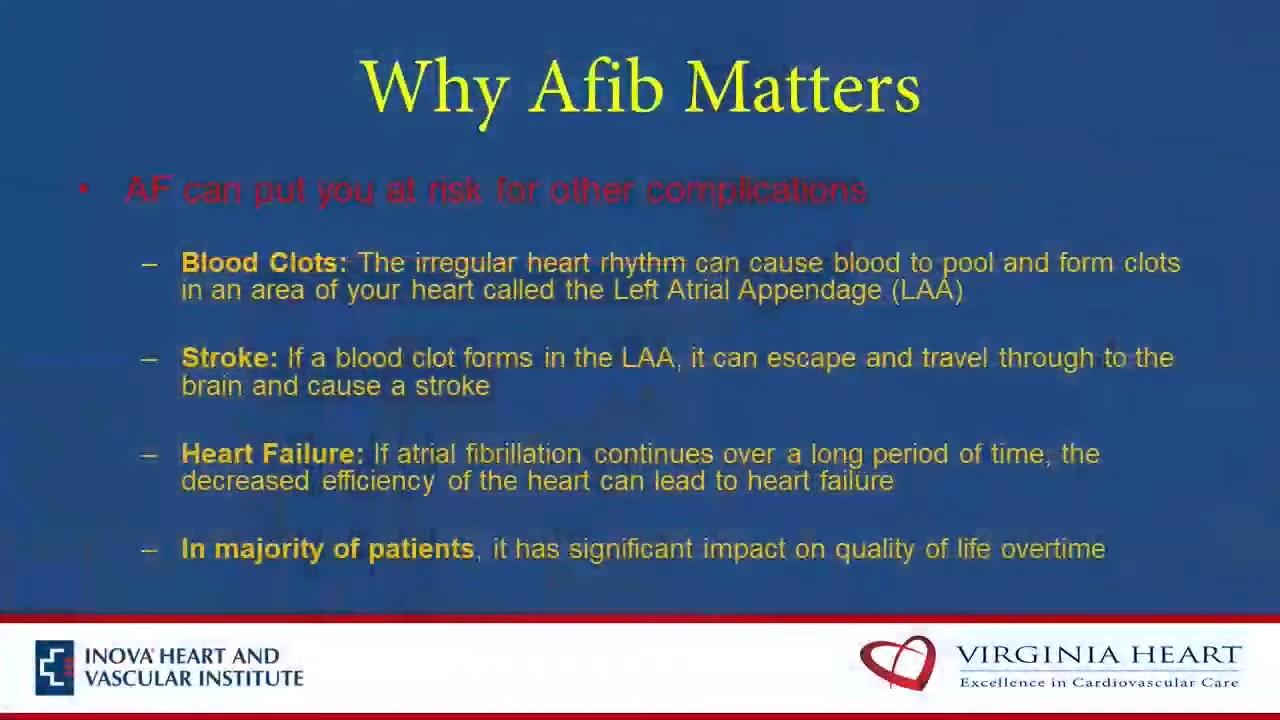 Why Afib Matters
• AF can put you at risk for other complications
– Blood Clots: The irregular heart rhythm can cause blood to pool and form clots
in an area of your heart called the Left Atrial Appendage (LAA)
– Stroke: If a blood clot forms in the LAA, it can escape and travel through to the
brain and cause a stroke
– Heart Failure: If atrial fibrillation continues over a long period of time, the
decreased efficiency of the heart can lead to heart failure
– In majority of patients, it has significant impact on quality of life overtime
INOVA HEART AND
VASCULAR INSTITUTE
VIRGINIA HEART
Excellence in Cardiovascular Care